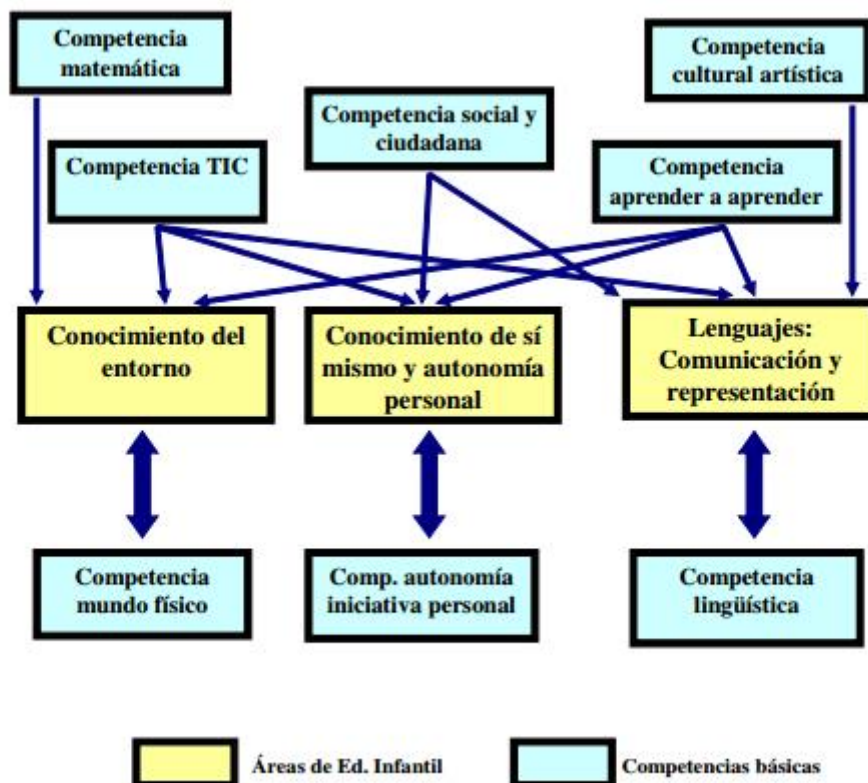 Competencia
matemática
Competencia
cultural artística
Competencia social y
ciudadana
Competencia TIC
Competencia
aprender a aprender
Conocimiento del
entorno
Conocimiento de sí
mismo y autonomía
personal
Lenguajes:
Comunicación y
representación
Competencia
mundo físico
Comp. autonomía
iniciativa personal
Competencia
lingüística
Áreas de Ed. Infantil
Competencias básicas